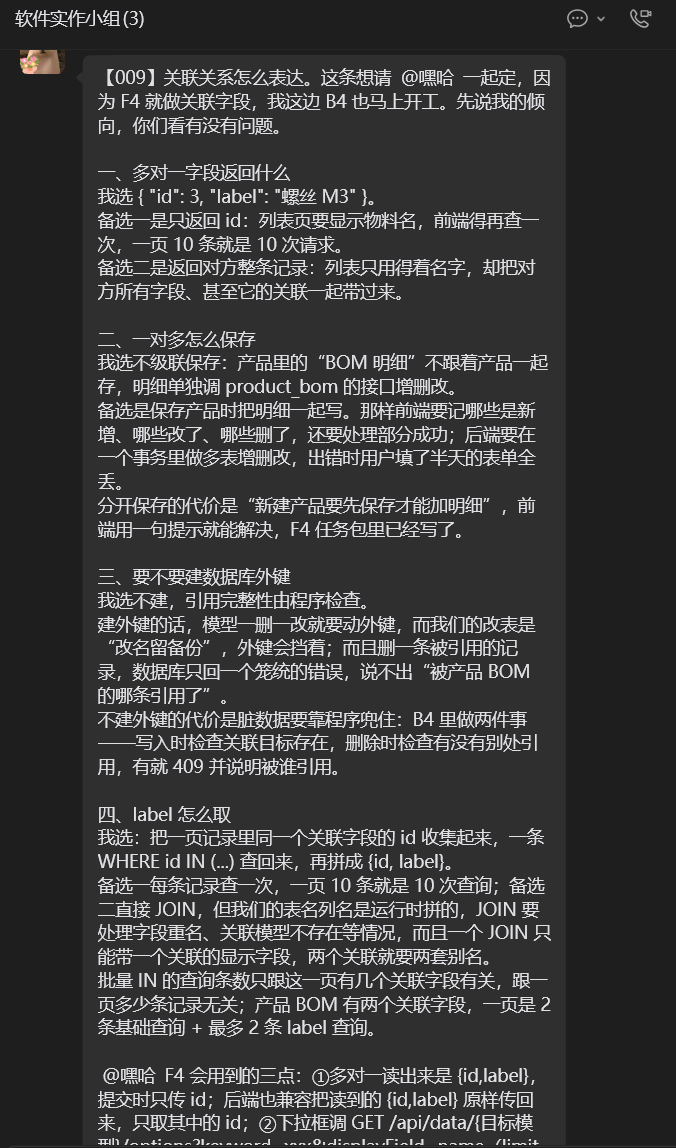 软件实作小组(3)
【009】关联关系怎么表达。这条想请 @嘿哈 一起定，因
为 F4 就做关联字段，我这边 B4 也马上开工。先说我的倾
向，你们看有没有问题。
一、多对一字段返回什么
我选 { "id": 3, "label": "螺丝 M3" }。
备选一是只返回 id：列表页要显示物料名，前端得再查一
次，一页 10 条就是 10 次请求。
备选二是返回对方整条记录：列表只用得着名字，却把对
方所有字段、甚至它的关联一起带过来。
二、一对多怎么保存
我选不级联保存：产品里的“BOM 明细”不跟着产品一起
存，明细单独调 product_bom 的接口增删改。
备选是保存产品时把明细一起写。那样前端要记哪些是新
增、哪些改了、哪些删了，还要处理部分成功；后端要在
一个事务里做多表增删改，出错时用户填了半天的表单全
丢。
分开保存的代价是“新建产品要先保存才能加明细”，前
端用一句提示就能解决，F4 任务包里已经写了。
三、要不要建数据库外键
我选不建，引用完整性由程序检查。
建外键的话，模型一删一改就要动外键，而我们的改表是
“改名留备份”，外键会挡着；而且删一条被引用的记
录，数据库只回一个笼统的错误，说不出“被产品 BOM
的哪条引用了”。
不建外键的代价是脏数据要靠程序兜住：B4 里做两件事
——写入时检查关联目标存在，删除时检查有没有别处引
用，有就 409 并说明被谁引用。
四、label 怎么取
我选：把一页记录里同一个关联字段的 id 收集起来，一条
WHERE id IN (...) 查回来，再拼成 {id, label}。
备选一每条记录查一次，一页 10 条就是 10 次查询；备选
二直接 JOIN，但我们的表名列名是运行时拼的，JOIN 要
处理字段重名、关联模型不存在等情况，而且一个 JOIN 只
能带一个关联的显示字段，两个关联就要两套别名。
批量 IN 的查询条数只跟这一页有几个关联字段有关，跟一
页多少条记录无关；产品 BOM 有两个关联字段，一页是 2
条基础查询 + 最多 2 条 label 查询。
@嘿哈 F4 会用到的三点：①多对一读出来是 {id,label}，
提交时只传 id；后端也兼容把读到的 {id,label} 原样传回
来，只取其中的 id；②下拉框调 GET /api/data/{目标模
型}/options?keyword=xxx&displayField=name（limit